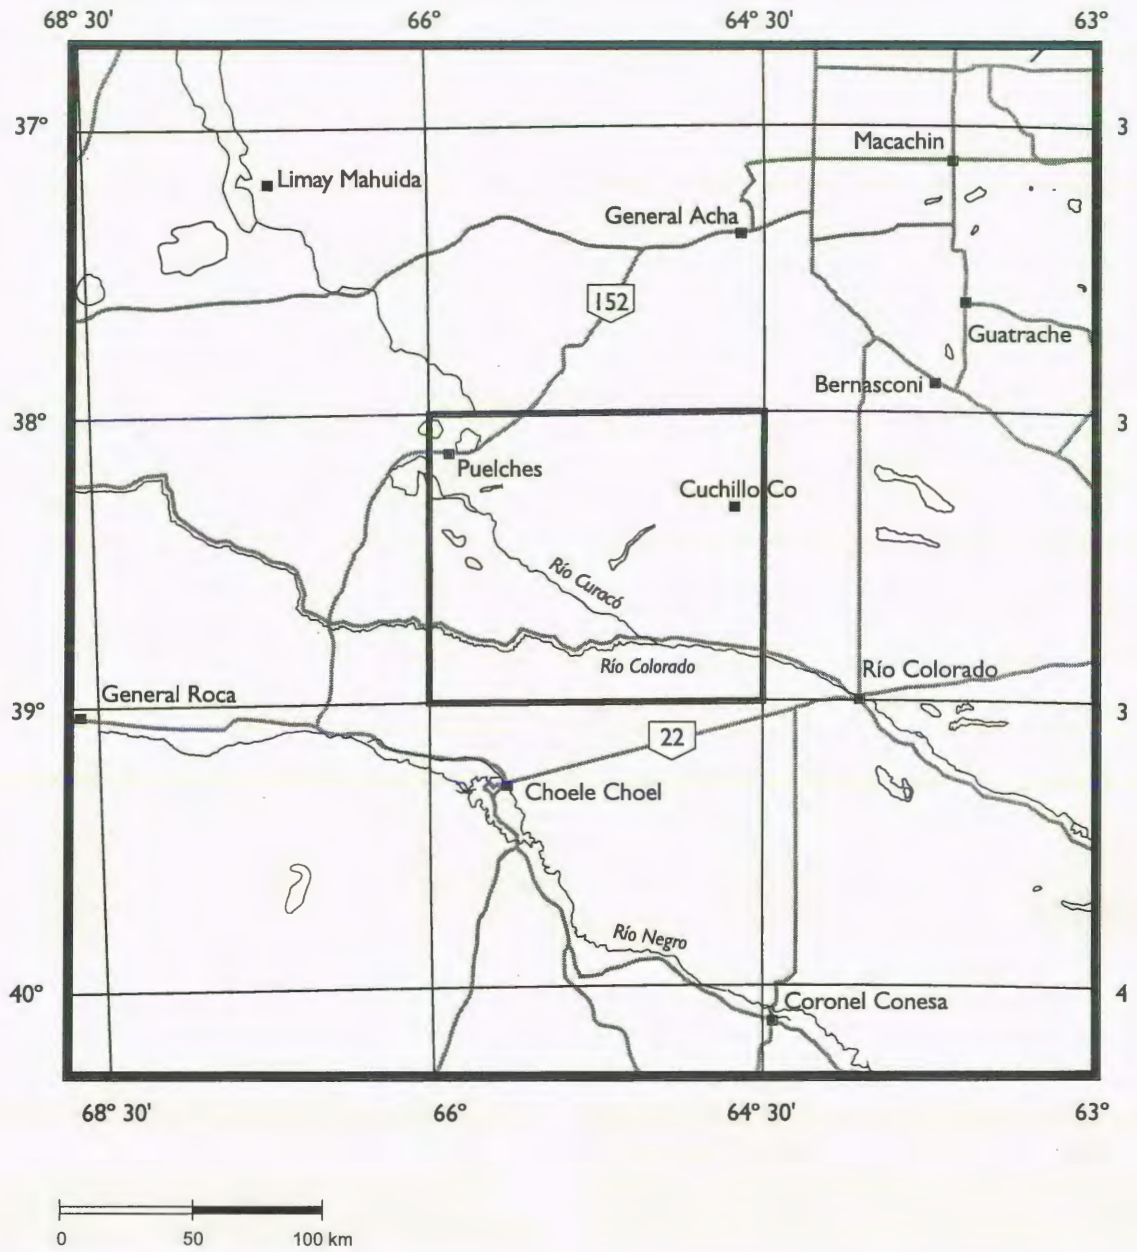 68° 30' 66° 64° 30' 63°
37° 3
Macachin
Limay Mahuida
General Acha
152
Guatrache
Bernasconi
38° 3
Puelches
Cuchillo Co
Río Curacó
Río Colorado
Río Colorado
General Roca
39° 3
22
Choele Choel
Río Negro
40° 4
Coronel Conesa
68° 30' 66° 64° 30' 63°
0 50 100 km